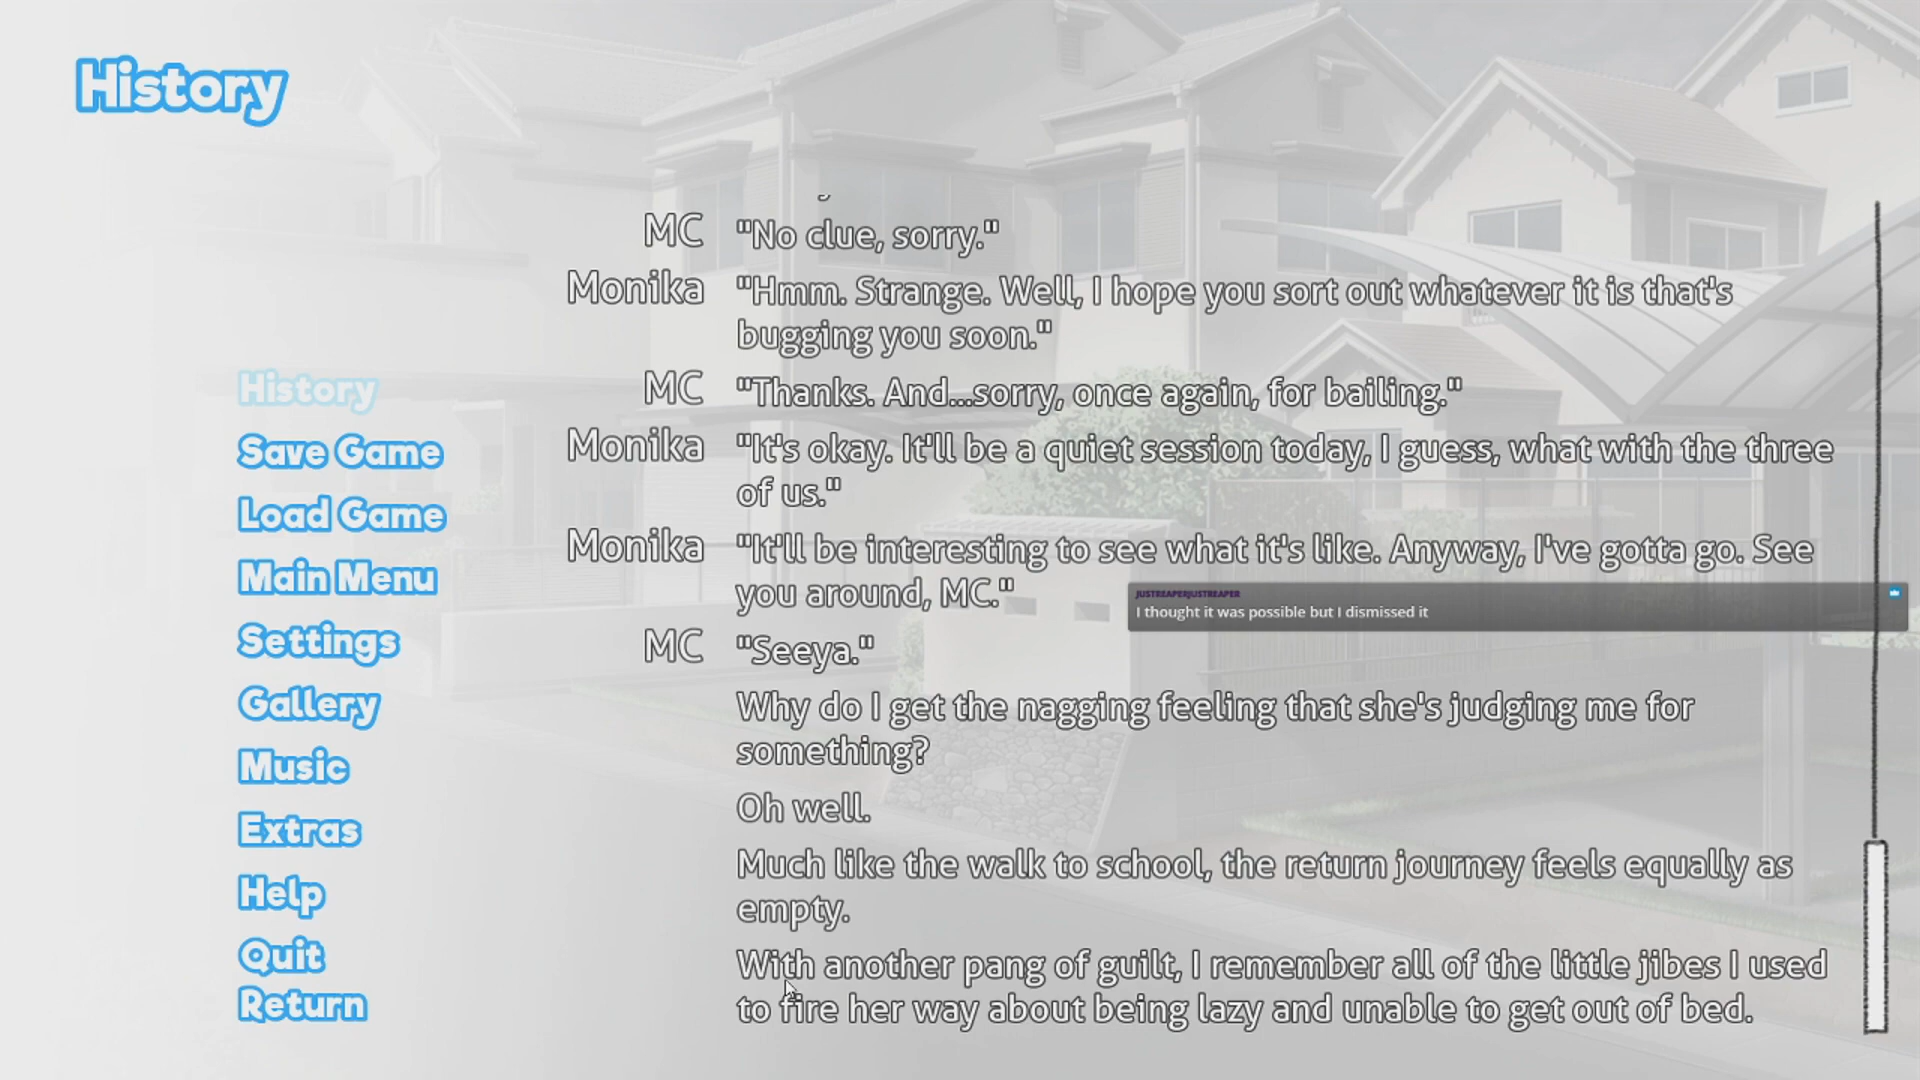 History
MC "No clue, sorry."
Monika "Hmm. Strange. Well, I hope you sort out whatever it is that's
bugging you soon."
MC "Thanks. And...sorry, once again, for bailing."
Monika "It's okay. It'll be a quiet session today, I guess, what with the three
of us."
Monika "It'll be interesting to see what it's like. Anyway, I've gotta go. See
you around, MC."
JUSTREAPERJUSTREAPER
I thought it was possible but I dismissed it
MC "Seeya."
Why do I get the nagging feeling that she's judging me for
something?
Oh well.
Much like the walk to school, the return journey feels equally as
empty.
With another pang of guilt, I remember all of the little jibes I used
to fire her way about being lazy and unable to get out of bed.
History
Save Game
Load Game
Main Menu
Settings
Gallery
Music
Extras
Help
Quit
Return